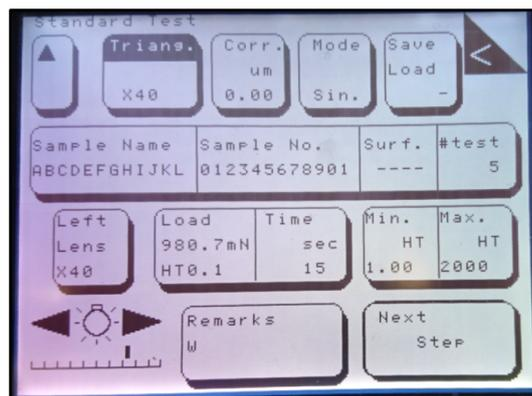 Standard Test
Triang.
X40
Corr.
um
0.00
Mode
Sin.
Save
Load
-
<
Sample Name
ABCDEFGHIJKL
Sample No.
012345678901
Surf.
----
#test
5
Left
Lens
X40
Load
980.7mN
HT0.1
Time
sec
15
Min.
HT
1.00
Max.
HT
2000
Remarks
W
Next
Step